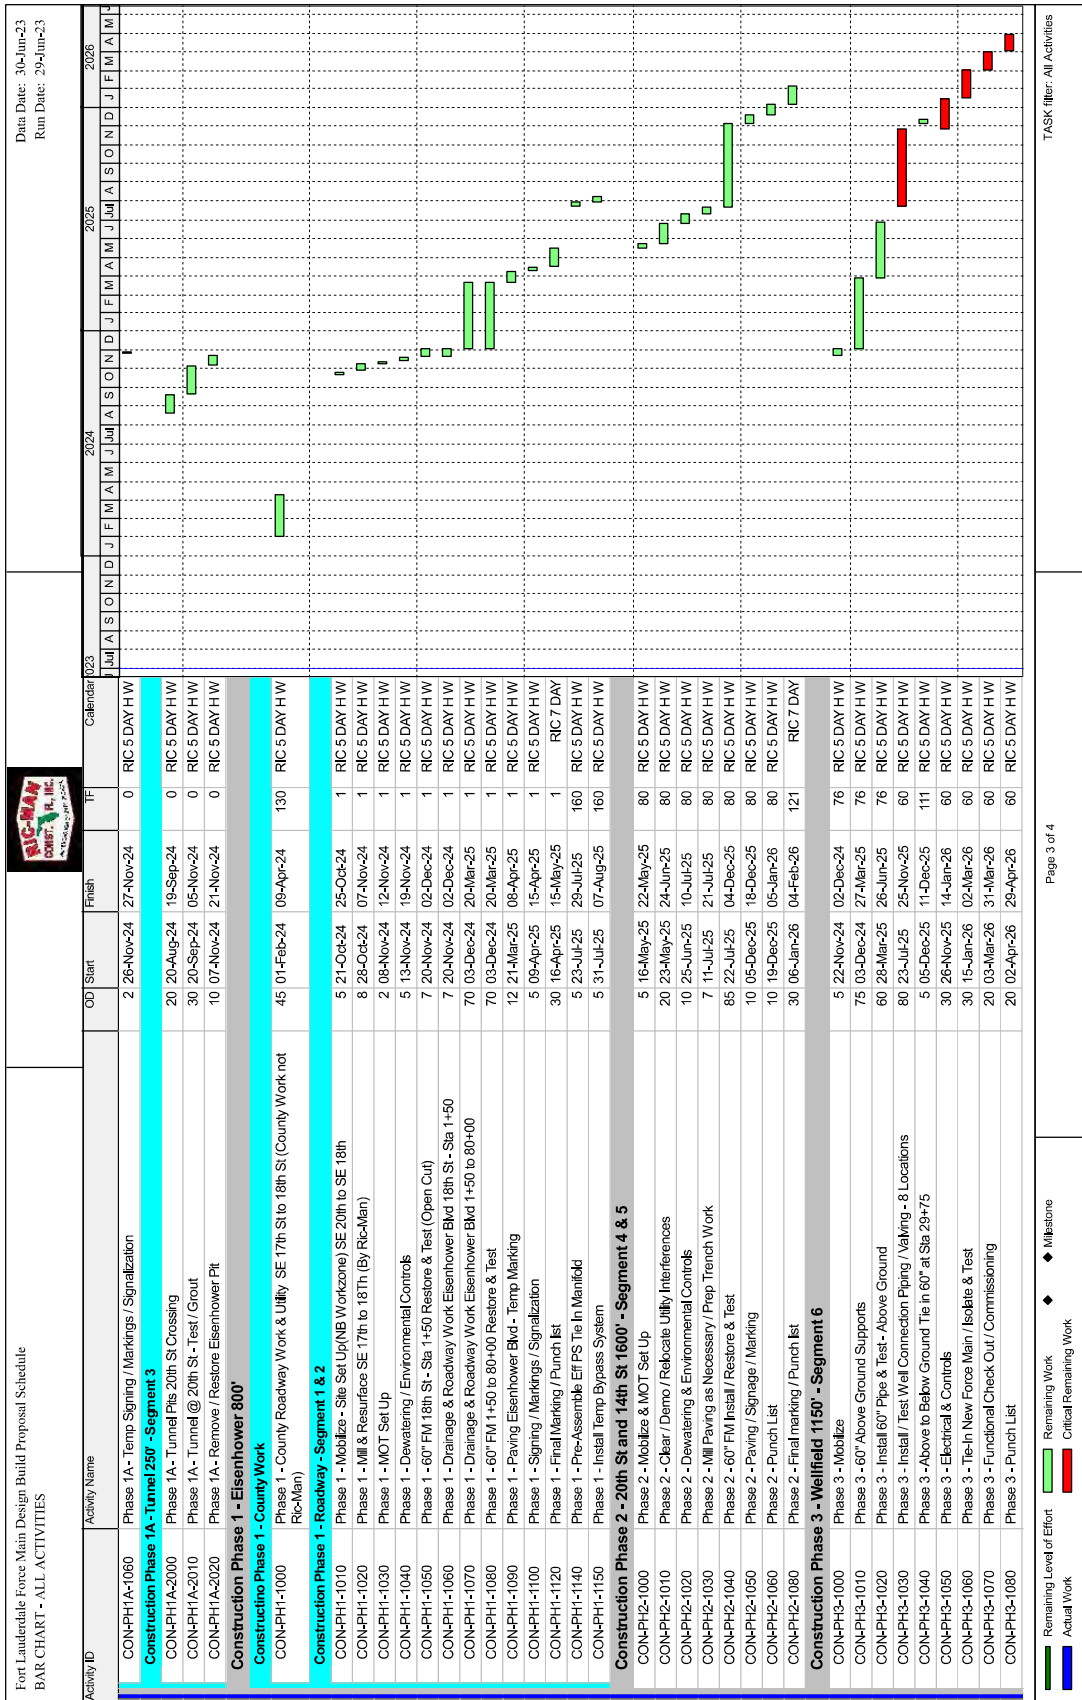 Fort Lauderdale Force Main Design Build Proposal Schedule
BAR CHART - ALL ACTIVITIES
RIC-MAN
CONST. FL, INC.
Data Date: 30-Jun-23
Run Date: 29-Jun-23
Activity ID Activity Name OD Start Finish TF Calendar 2023 2024 2025 2026
J Jul A S O N D J F M A M J Jul A S O N D J F M A M J Jul A S O N D J F M A M J
CON-PH1A-1060 Phase 1A - Temp Signing / Markings / Signalization 2 26-Nov-24 27-Nov-24 0 RIC 5 DAY H W
Construction Phase 1A - Tunnel 250' - Segment 3
CON-PH1A-2000 Phase 1A - Tunnel Pits 20th St Crossing 20 20-Aug-24 19-Sep-24 0 RIC 5 DAY H W
CON-PH1A-2010 Phase 1A - Tunnel @ 20th St - Test / Grout 30 20-Sep-24 05-Nov-24 0 RIC 5 DAY H W
CON-PH1A-2020 Phase 1A - Remove / Restore Eisenhower Pit 10 07-Nov-24 21-Nov-24 0 RIC 5 DAY H W
Construction Phase 1 - Eisenhower 800'
Constructino Phase 1 - County Work
CON-PH1-1000 Phase 1 - County Roadway Work & Utility SE 17th St to 18th St (County Work not 45 01-Feb-24 09-Apr-24 130 RIC 5 DAY H W
Ric-Man)
Construction Phase 1 - Roadway - Segment 1 & 2
CON-PH1-1010 Phase 1 - Mobilize - Site Set Up(NB Workzone) SE 20th to SE 18th 5 21-Oct-24 25-Oct-24 1 RIC 5 DAY H W
CON-PH1-1020 Phase 1 - Mill & Resurface SE 17th to 18Th (By Ric-Man) 8 28-Oct-24 07-Nov-24 1 RIC 5 DAY H W
CON-PH1-1030 Phase 1 - MOT Set Up 2 08-Nov-24 12-Nov-24 1 RIC 5 DAY H W
CON-PH1-1040 Phase 1 - Dewatering / Environmental Controls 5 13-Nov-24 19-Nov-24 1 RIC 5 DAY H W
CON-PH1-1050 Phase 1 - 60" FM 18th St - Sta 1+50 Restore & Test (Open Cut) 7 20-Nov-24 02-Dec-24 1 RIC 5 DAY H W
CON-PH1-1060 Phase 1 - Drainage & Roadway Work Eisenhower Blvd 18th St - Sta 1+50 7 20-Nov-24 02-Dec-24 1 RIC 5 DAY H W
CON-PH1-1070 Phase 1 - Drainage & Roadway Work Eisenhower Blvd 1+50 to 80+00 70 03-Dec-24 20-Mar-25 1 RIC 5 DAY H W
CON-PH1-1080 Phase 1 - 60" FM 1+50 to 80+00 Restore & Test 70 03-Dec-24 20-Mar-25 1 RIC 5 DAY H W
CON-PH1-1090 Phase 1 - Paving Eisenhower Blvd - Temp Marking 12 21-Mar-25 08-Apr-25 1 RIC 5 DAY H W
CON-PH1-1100 Phase 1 - Signing / Markings / Signalization 5 09-Apr-25 15-Apr-25 1 RIC 5 DAY H W
CON-PH1-1120 Phase 1 - Final Marking / Punch list 30 16-Apr-25 15-May-25 1 RIC 7 DAY
CON-PH1-1140 Phase 1 - Pre-Assemble Eff PS Tie In Manifold 5 23-Jul-25 29-Jul-25 160 RIC 5 DAY H W
CON-PH1-1150 Phase 1 - Install Temp Bypass System 5 31-Jul-25 07-Aug-25 160 RIC 5 DAY H W
Construction Phase 2 - 20th St and 14th St 1600' - Segment 4 & 5
CON-PH2-1000 Phase 2 - Mobilize & MOT Set Up 5 16-May-25 22-May-25 80 RIC 5 DAY H W
CON-PH2-1010 Phase 2 - Clear / Demo / Relocate Utility Interferences 20 23-May-25 24-Jun-25 80 RIC 5 DAY H W
CON-PH2-1020 Phase 2 - Dewatering & Environmental Controls 10 25-Jun-25 10-Jul-25 80 RIC 5 DAY H W
CON-PH2-1030 Phase 2 - Mill Paving as Necessary / Prep Trench Work 7 11-Jul-25 21-Jul-25 80 RIC 5 DAY H W
CON-PH2-1040 Phase 2 - 60" FM Install / Restore & Test 85 22-Jul-25 04-Dec-25 80 RIC 5 DAY H W
CON-PH2-1050 Phase 2 - Paving / Signage / Marking 10 05-Dec-25 18-Dec-25 80 RIC 5 DAY H W
CON-PH2-1060 Phase 2 - Punch List 10 19-Dec-25 05-Jan-26 80 RIC 5 DAY H W
CON-PH2-1080 Phase 2 - Final marking / Punch list 30 06-Jan-26 04-Feb-26 121 RIC 7 DAY
Construction Phase 3 - Wellfield 1150' - Segment 6
CON-PH3-1000 Phase 3 - Mobilize 5 22-Nov-24 02-Dec-24 76 RIC 5 DAY H W
CON-PH3-1010 Phase 3 - 60" Above Ground Supports 75 03-Dec-24 27-Mar-25 76 RIC 5 DAY H W
CON-PH3-1020 Phase 3 - Install 60" Pipe & Test - Above Ground 60 28-Mar-25 26-Jun-25 76 RIC 5 DAY H W
CON-PH3-1030 Phase 3 - Install / Test Well Connection Piping / Valving - 8 Locations 80 23-Jul-25 25-Nov-25 60 RIC 5 DAY H W
CON-PH3-1040 Phase 3 - Above to Below Ground Tie in 60" at Sta 29+75 5 05-Dec-25 11-Dec-25 111 RIC 5 DAY H W
CON-PH3-1050 Phase 3 - Electrical & Controls 30 26-Nov-25 14-Jan-26 60 RIC 5 DAY H W
CON-PH3-1060 Phase 3 - Tie-In New Force Main / Isolate & Test 30 15-Jan-26 02-Mar-26 60 RIC 5 DAY H W
CON-PH3-1070 Phase 3 - Functional Check Out / Commissioning 20 03-Mar-26 31-Mar-26 60 RIC 5 DAY H W
CON-PH3-1080 Phase 3 - Punch List 20 02-Apr-26 29-Apr-26 60 RIC 5 DAY H W
Remaining Level of Effort Remaining Work Milestone
Actual Work Critical Remaining Work
Page 3 of 4
TASK filter: All Activities